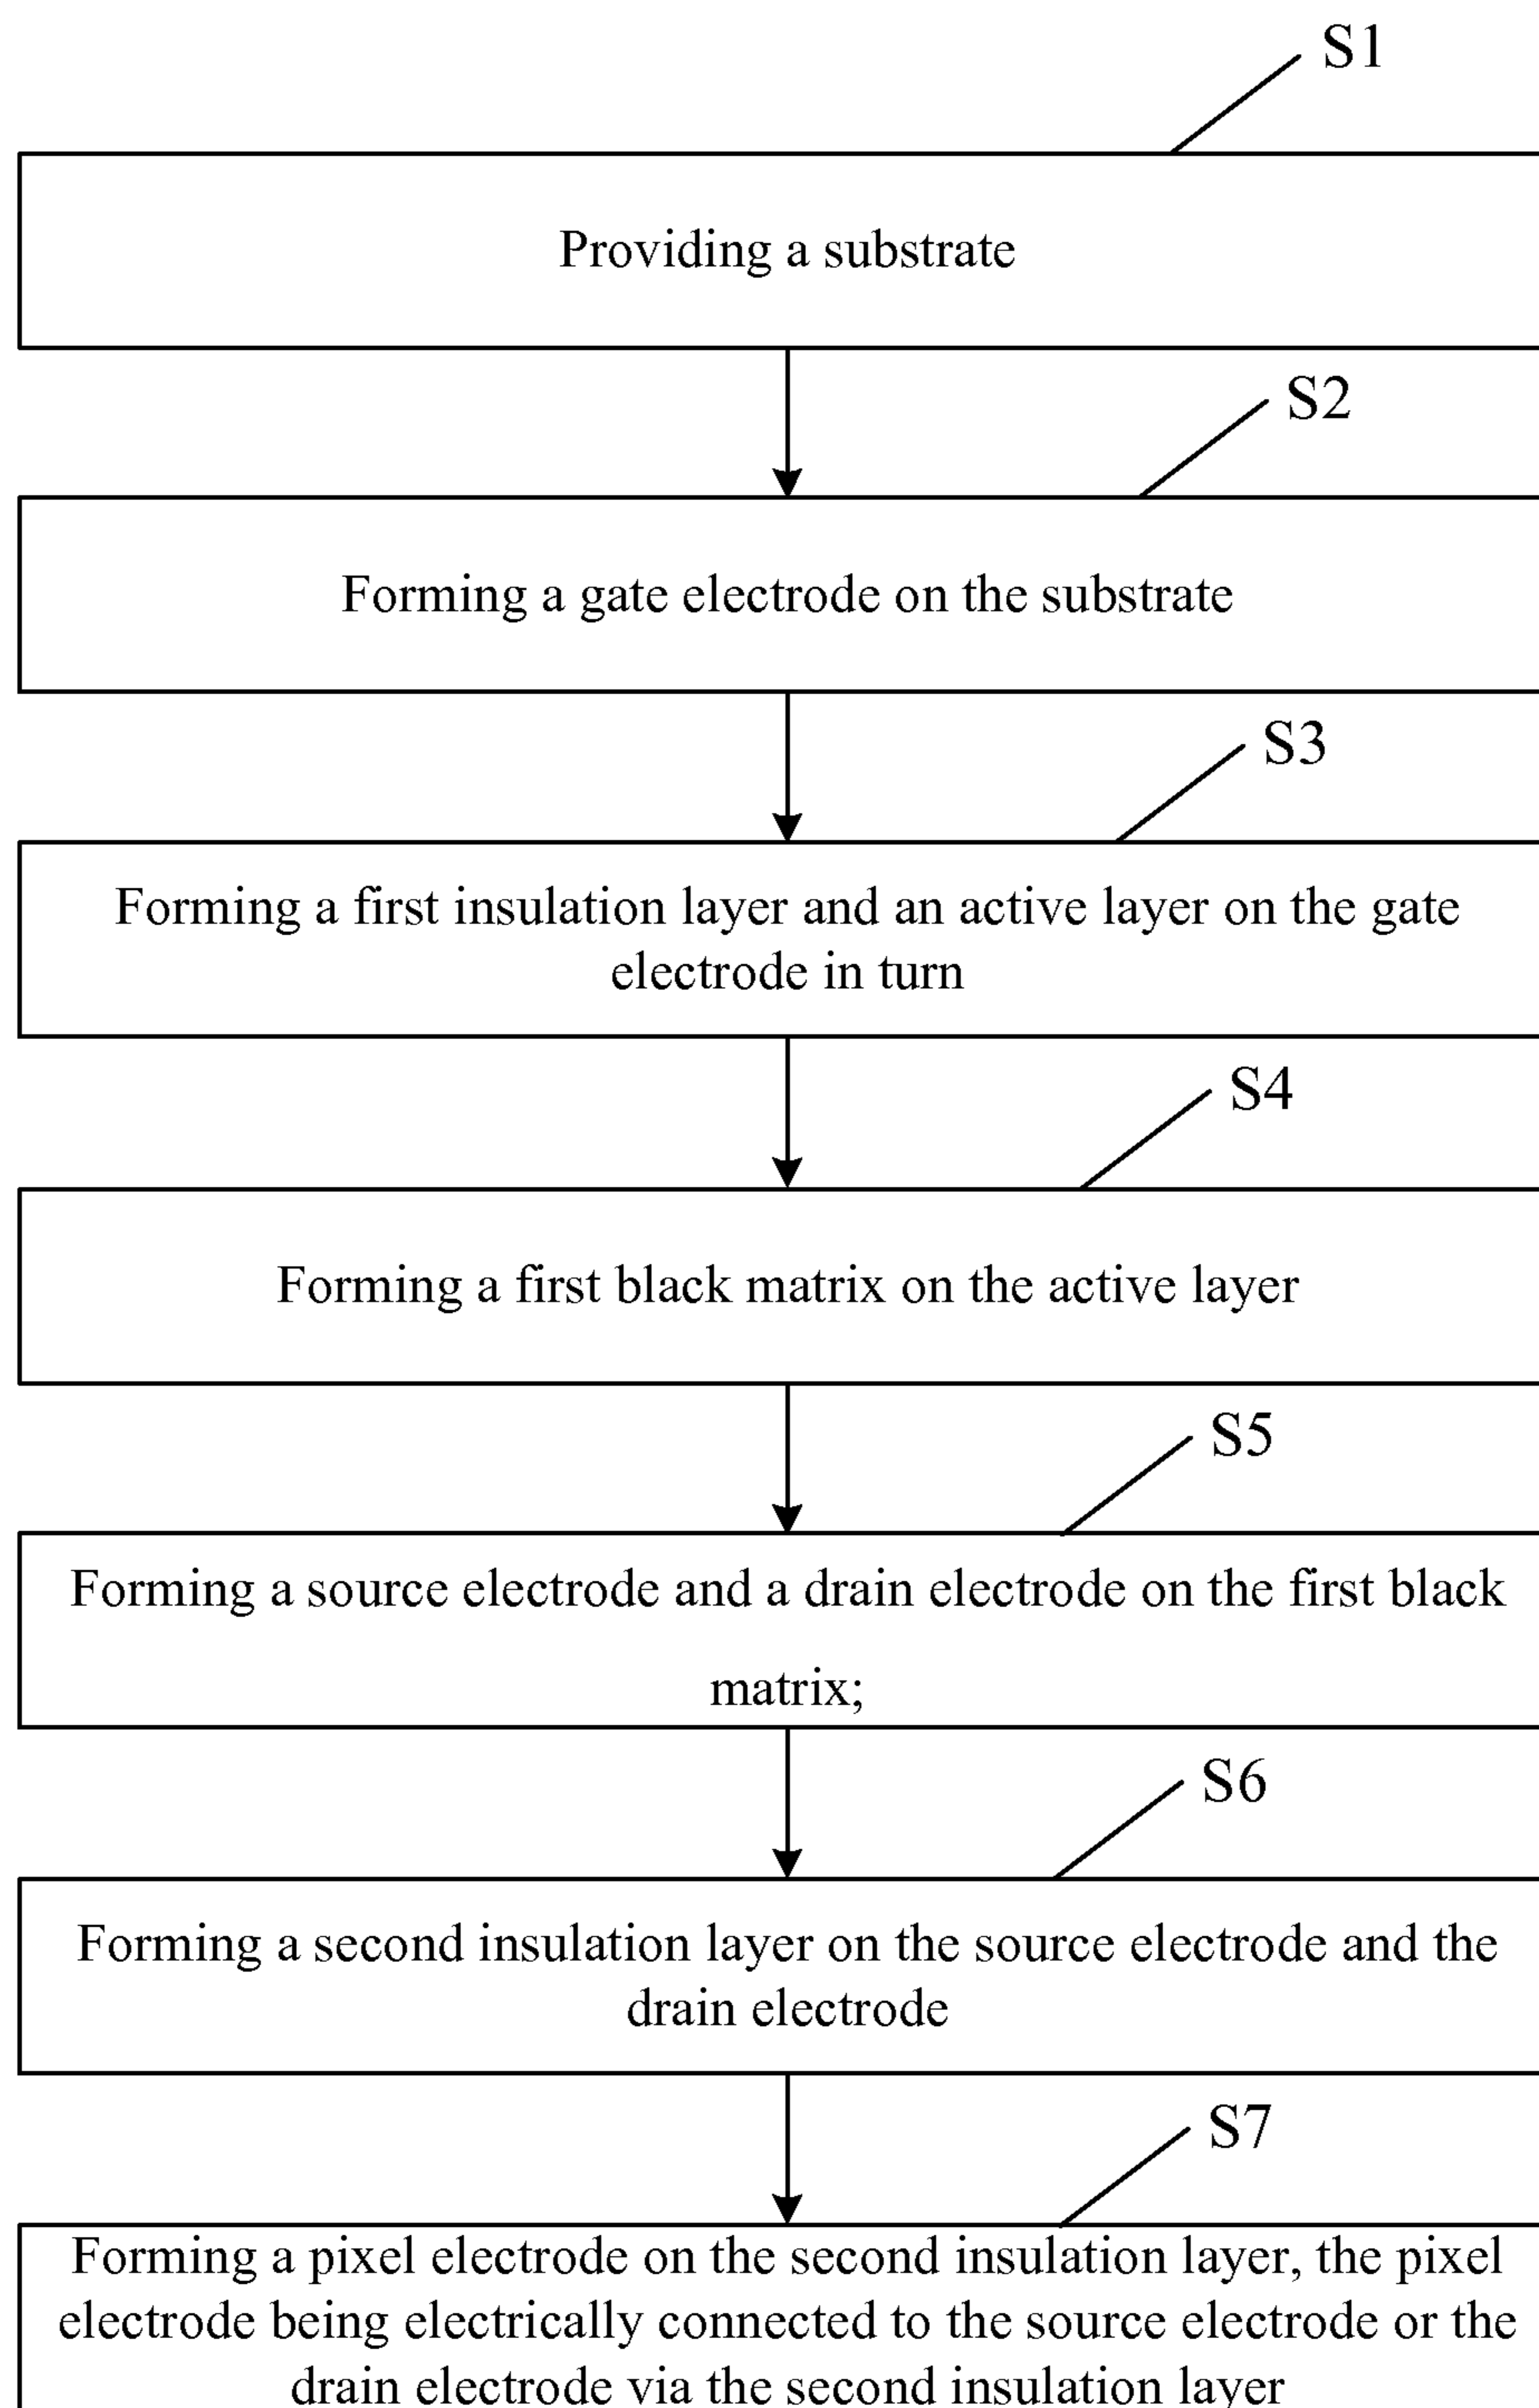 S1
Providing a substrate
S2
Forming a gate electrode on the substrate
S3
Forming a first insulation layer and an active layer on the gate
electrode in turn
S4
Forming a first black matrix on the active layer
S5
Forming a source electrode and a drain electrode on the first black
matrix;
S6
Forming a second insulation layer on the source electrode and the
drain electrode
S7
Forming a pixel electrode on the second insulation layer, the pixel
electrode being electrically connected to the source electrode or the
drain electrode via the second insulation layer